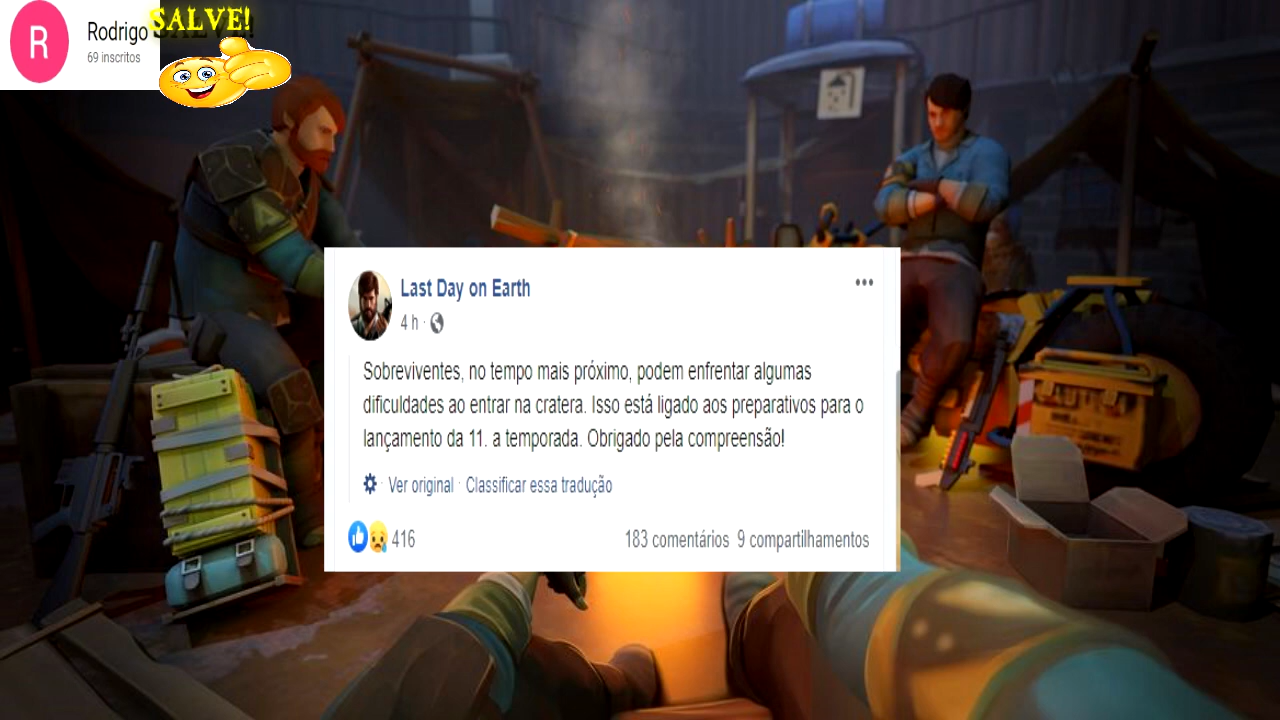 Rodrigo
69 inscritos
SALVE!
R
Last Day on Earth
4 h ·
Sobreviventes, no tempo mais próximo, podem enfrentar algumas
dificuldades ao entrar na cratera. Isso está ligado aos preparativos para o
lançamento da 11. a temporada. Obrigado pela compreensão!
· Ver original · Classificar essa tradução
416
183 comentários 9 compartilhamentos